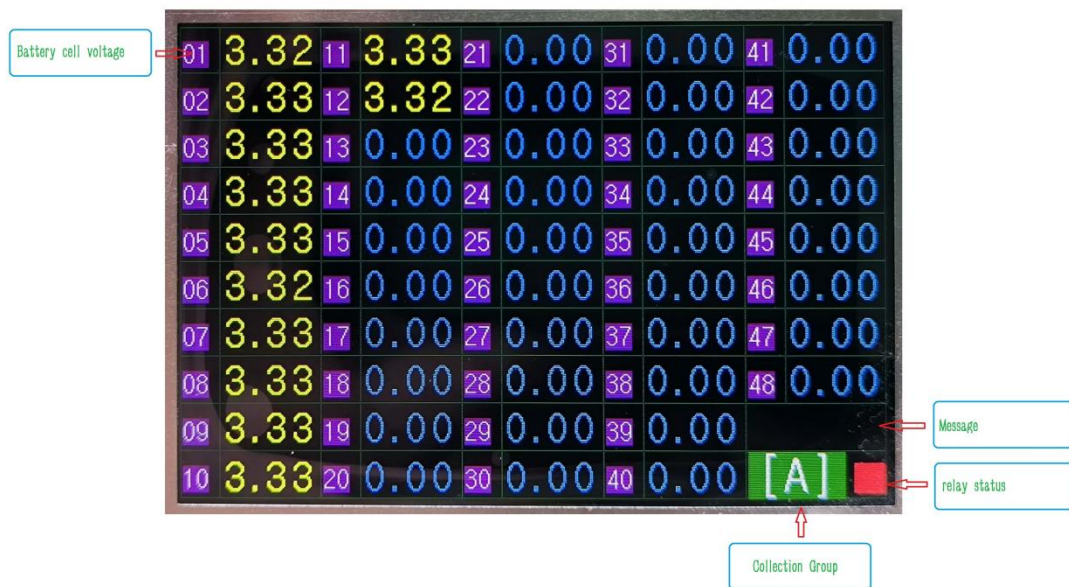 Battery cell voltage
01 3.32 11 3.33 21 0.00 31 0.00 41 0.00
02 3.33 12 3.32 22 0.00 32 0.00 42 0.00
03 3.33 13 0.00 23 0.00 33 0.00 43 0.00
04 3.33 14 0.00 24 0.00 34 0.00 44 0.00
05 3.33 15 0.00 25 0.00 35 0.00 45 0.00
06 3.32 16 0.00 26 0.00 36 0.00 46 0.00
07 3.33 17 0.00 27 0.00 37 0.00 47 0.00
08 3.33 18 0.00 28 0.00 38 0.00 48 0.00
09 3.33 19 0.00 29 0.00 39 0.00
Message
10 3.33 20 0.00 30 0.00 40 0.00 [A]
relay status
Collection Group